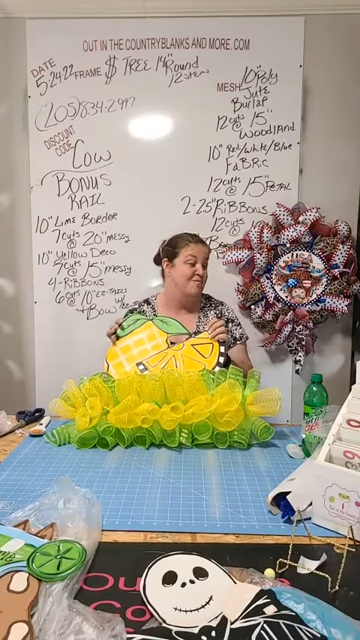 OUT IN THE COUNTRYBLANKS AND MORE.COM
DATE
5-24-22 FRAME $ TREE 14" Round
12 stem
(205)834-2997
DISCOUNT
CODE:
Cow
BONUS
RAIL
10" Lime Border
7 cuts @ 20" messy
10" Yellow Deco
7 cuts @ 15" messy
4-Ribbons
6 cuts @ 10"
+Bow
MESH 10" Poly
Jute
Burlap
12 cuts @ 15"
Woodland
10" Red/White/Blue
FaBRic
12 cuts @ 15" Petal
2-2.5" RiBBons
12 cuts